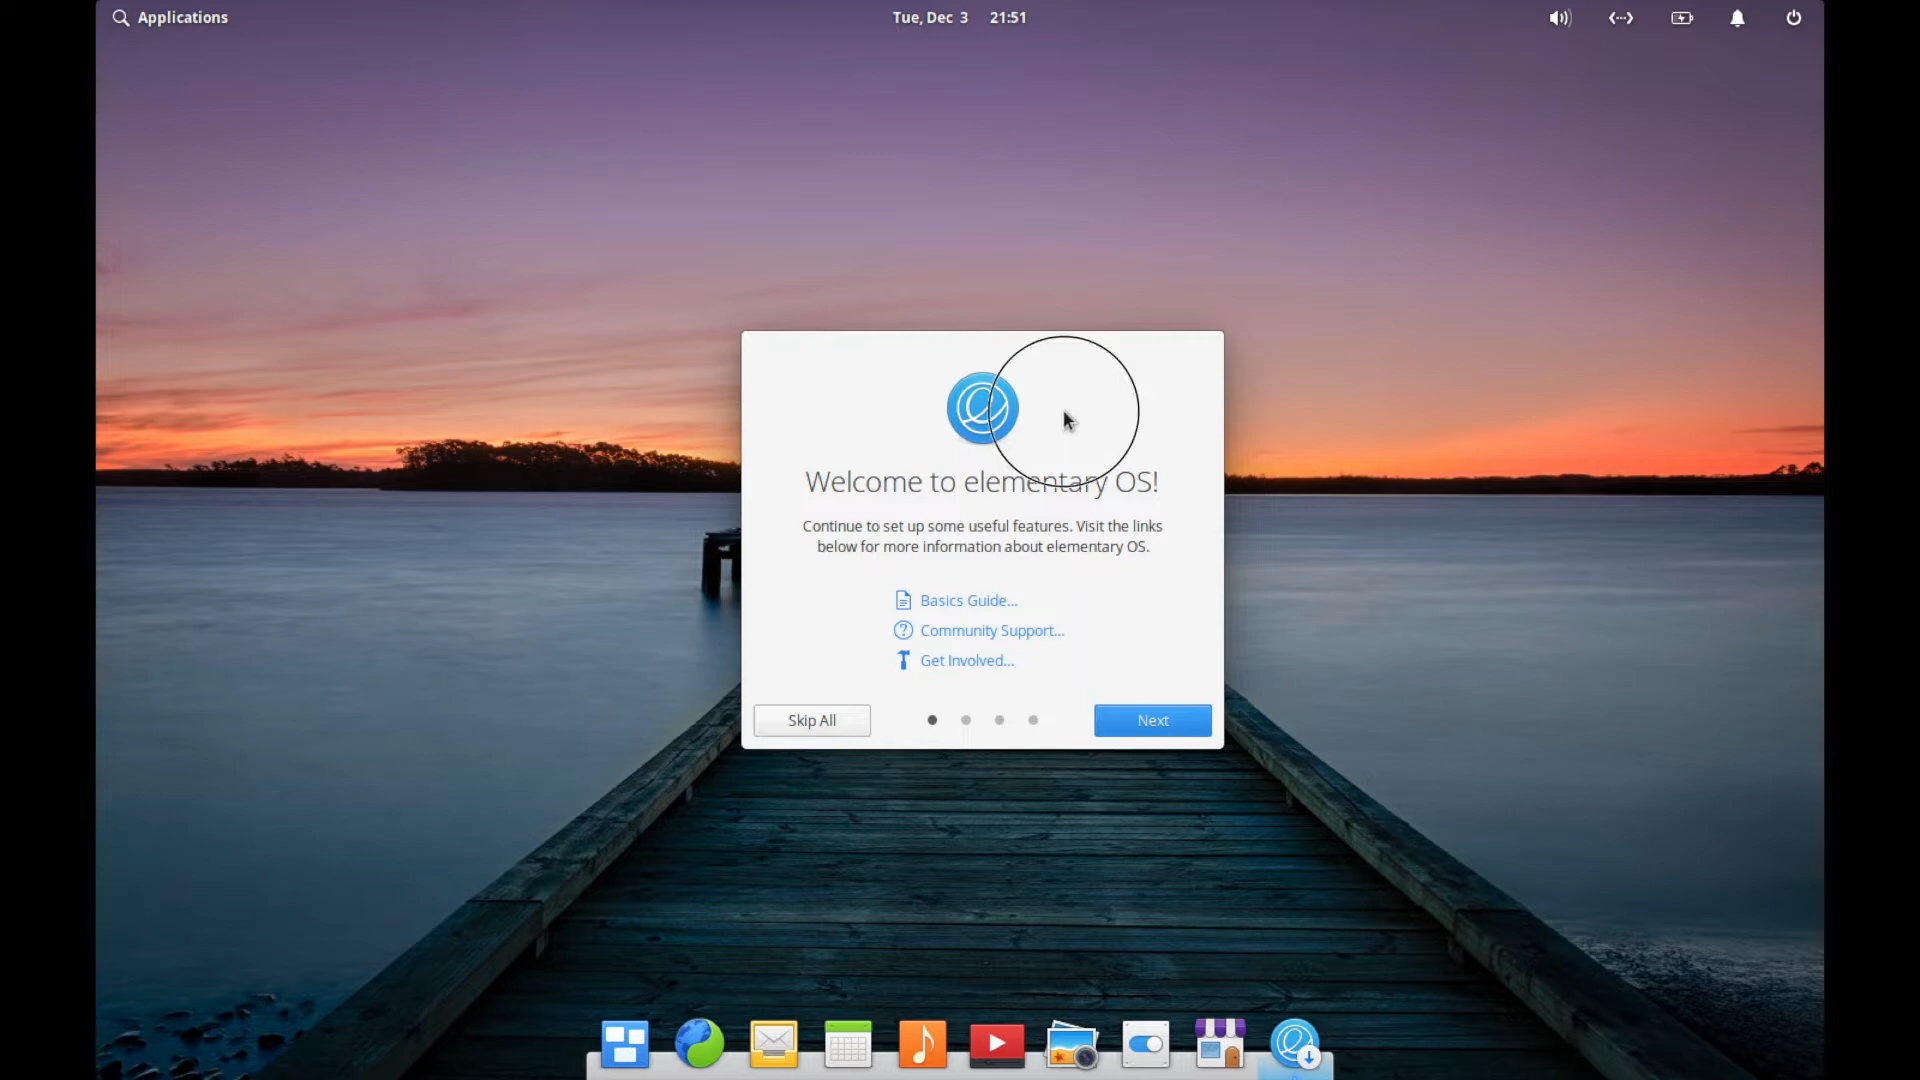 Applications
Tue, Dec 3 21:51
Welcome to elementary OS!
Continue to set up some useful features. Visit the links
below for more information about elementary OS.
Basics Guide...
Community Support...
Get Involved...
Skip All
Next